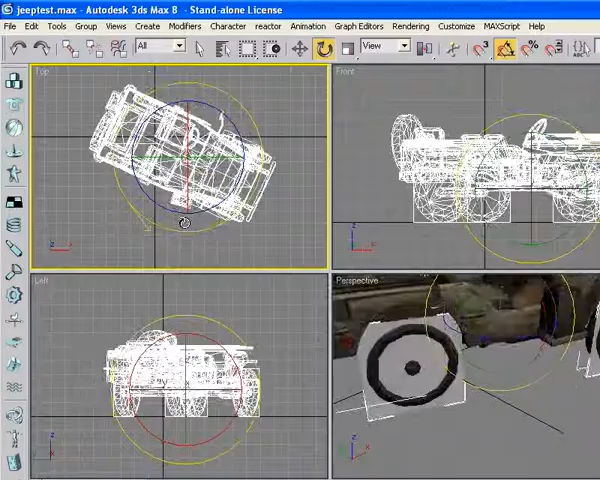 jeeptest.max - Autodesk 3ds Max 8 - Stand-alone License
File Edit Tools Group Views Create Modifiers Character reactor Animation Graph Editors Rendering Customize MAXScript Help
All View
Top Front
Left Perspective